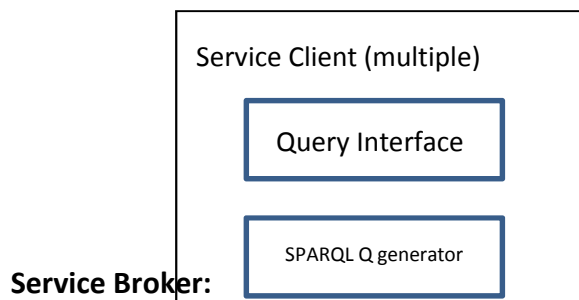 Service Client (multiple)
Query Interface
SPARQL Q generator
Service Broker: